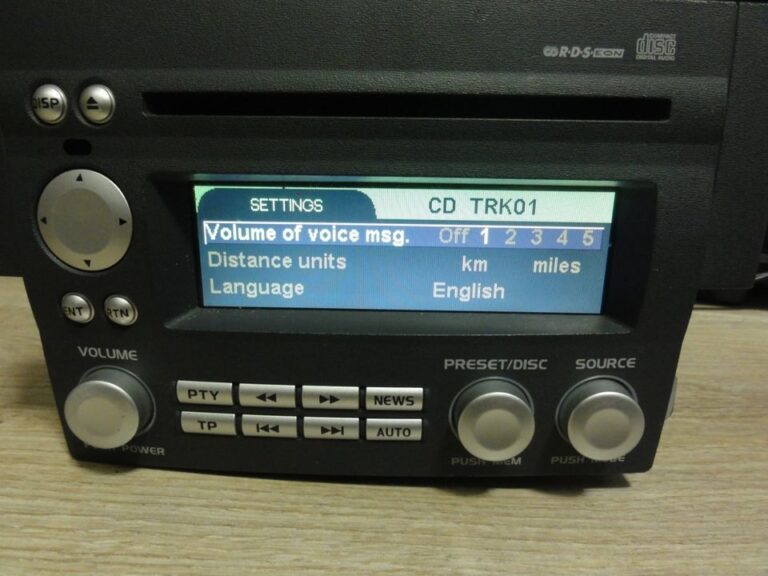 R·D·S·EON
COMPACT
disc
DIGITAL AUDIO
DISP
SETTINGS
CD TRK01
Volume of voice msg. Off 1 2 3 4 5
Distance units km miles
Language English
ENT
RTN
VOLUME
PRESET/DISC
SOURCE
PTY
NEWS
TP
AUTO
POWER
PUSH MEM
PUSH